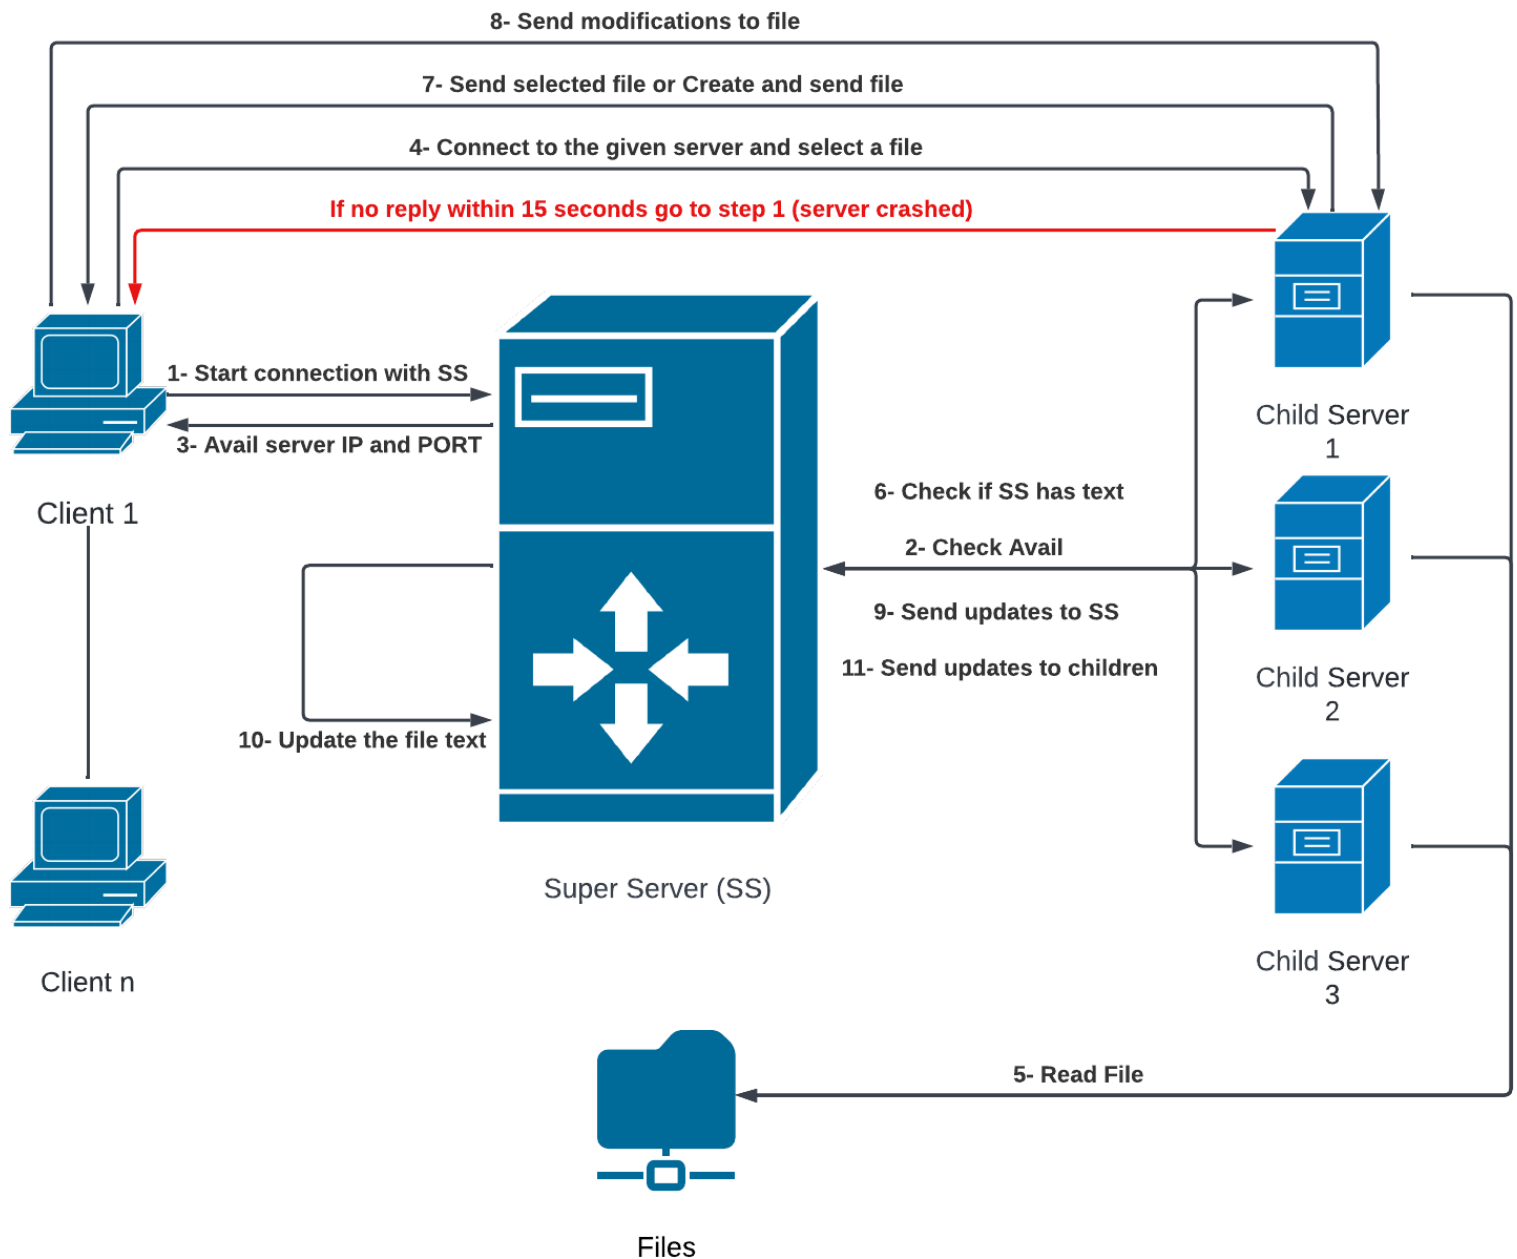 8- Send modifications to file
7- Send selected file or Create and send file
4- Connect to the given server and select a file
If no reply within 15 seconds go to step 1 (server crashed)
1- Start connection with SS
3- Avail server IP and PORT
Client 1
Child Server
1
6- Check if SS has text
2- Check Avail
9- Send updates to SS
11- Send updates to children
Child Server
2
10- Update the file text
Super Server (SS)
Client n
Child Server
3
5- Read File
Files